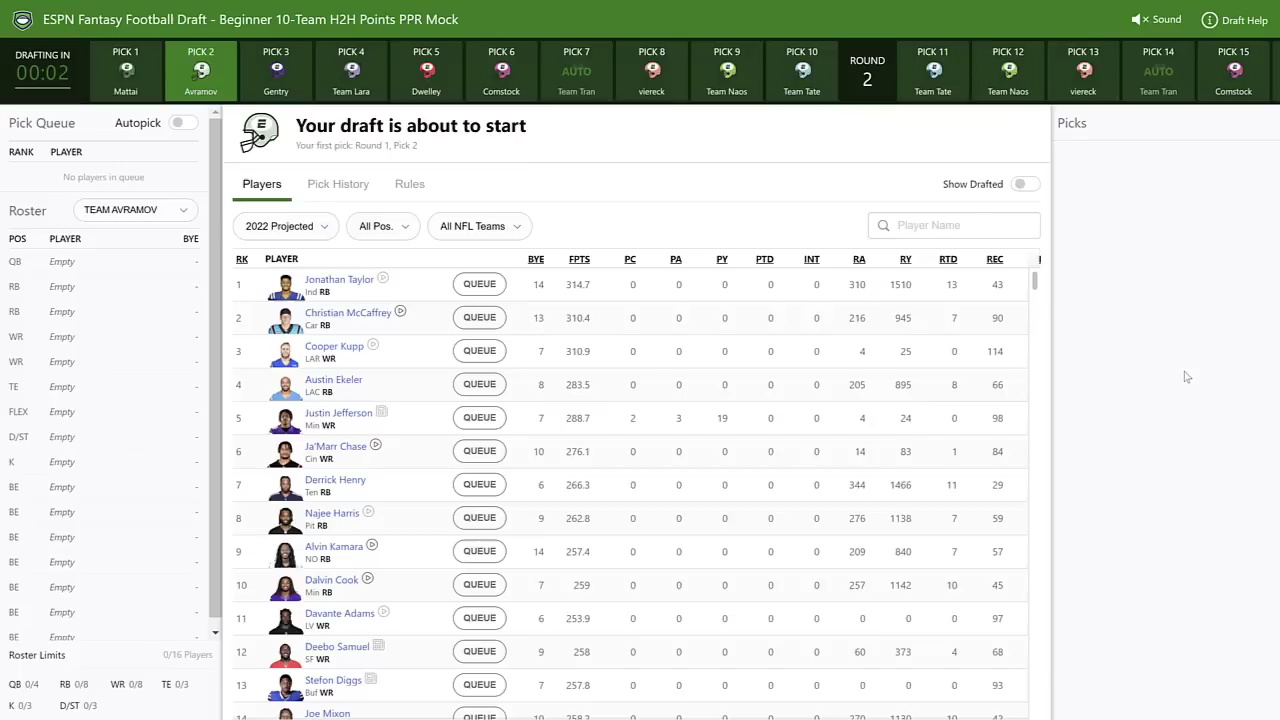 ESPN Fantasy Football Draft - Beginner 10-Team H2H Points PPR Mock
Sound
Draft Help
DRAFTING IN
00:02
PICK 1
Mattai
PICK 2
Avramov
PICK 3
Gentry
PICK 4
Team Lara
PICK 5
Dwelley
PICK 6
Comstock
PICK 7
AUTO
Team Tran
PICK 8
viereck
PICK 9
Team Naos
PICK 10
Team Tate
ROUND
2
PICK 11
Team Tate
PICK 12
Team Naos
PICK 13
viereck
PICK 14
AUTO
Team Tran
PICK 15
Comstock
Pick Queue
Autopick
RANK PLAYER
No players in queue
Roster
TEAM AVRAMOV
POS PLAYER BYE
QB Empty -
RB Empty -
RB Empty -
WR Empty -
WR Empty -
TE Empty -
FLEX Empty -
D/ST Empty -
K Empty -
BE Empty -
BE Empty -
BE Empty -
BE Empty -
BE Empty -
BE Empty -
BE Empty -
Roster Limits 0/16 Players
QB 0/4 RB 0/8 WR 0/8 TE 0/3
K 0/3 D/ST 0/3
Your draft is about to start
Your first pick: Round 1, Pick 2
Players Pick History Rules
Show Drafted
2022 Projected All Pos. All NFL Teams
Player Name
RK PLAYER BYE FPTS PC PA PY PTD INT RA RY RTD REC
1 Jonathan Taylor Ind RB QUEUE 14 314.7 0 0 0 0 0 310 1510 13 43
2 Christian McCaffrey Car RB QUEUE 13 310.4 0 0 0 0 0 216 945 7 90
3 Cooper Kupp LAR WR QUEUE 7 310.9 0 0 0 0 0 4 25 0 114
4 Austin Ekeler LAC RB QUEUE 8 283.5 0 0 0 0 0 205 895 8 66
5 Justin Jefferson Min WR QUEUE 7 288.7 2 3 19 0 0 4 24 0 98
6 Ja'Marr Chase Cin WR QUEUE 10 276.1 0 0 0 0 0 14 83 1 84
7 Derrick Henry Ten RB QUEUE 6 266.3 0 0 0 0 0 344 1466 11 29
8 Najee Harris Pit RB QUEUE 9 262.8 0 0 0 0 0 276 1138 7 59
9 Alvin Kamara NO RB QUEUE 14 257.4 0 0 0 0 0 209 840 7 57
10 Dalvin Cook Min RB QUEUE 7 259 0 0 0 0 0 257 1142 10 45
11 Davante Adams LV WR QUEUE 6 253.9 0 0 0 0 0 0 0 0 97
12 Deebo Samuel SF WR QUEUE 9 258 0 0 0 0 0 60 373 4 68
13 Stefon Diggs Buf WR QUEUE 7 257.8 0 0 0 0 0 0 0 0 93
14 Joe Mixon QUEUE 10 258.2 0 0 0 0 0 270 1130 10 42
Picks